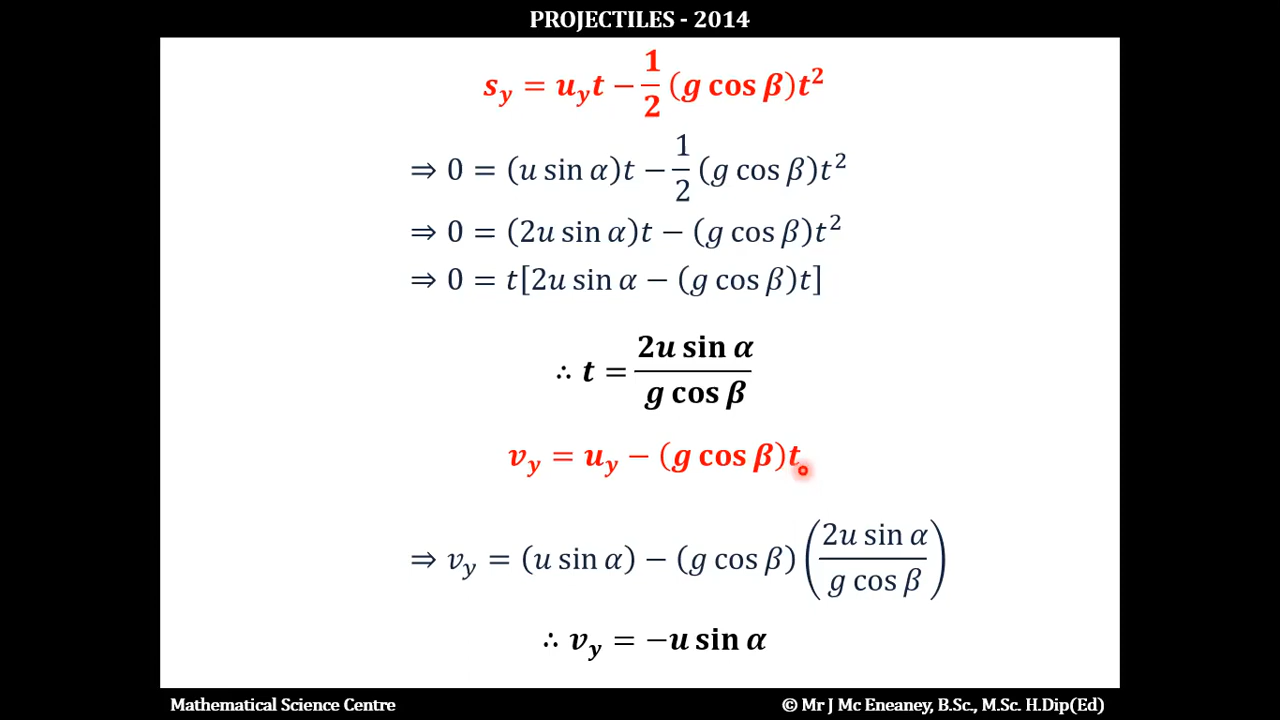 PROJECTILES - 2014
s_y = u_y t − 1/2 (g cos β)t²
⇒ 0 = (u sin α)t − 1/2 (g cos β)t²
⇒ 0 = (2u sin α)t − (g cos β)t²
⇒ 0 = t[2u sin α − (g cos β)t]
∴ t = 2u sin α / g cos β
v_y = u_y − (g cos β)t
⇒ v_y = (u sin α) − (g cos β) (2u sin α / g cos β)
∴ v_y = −u sin α
Mathematical Science Centre
© Mr J Mc Eneaney, B.Sc., M.Sc. H.Dip(Ed)